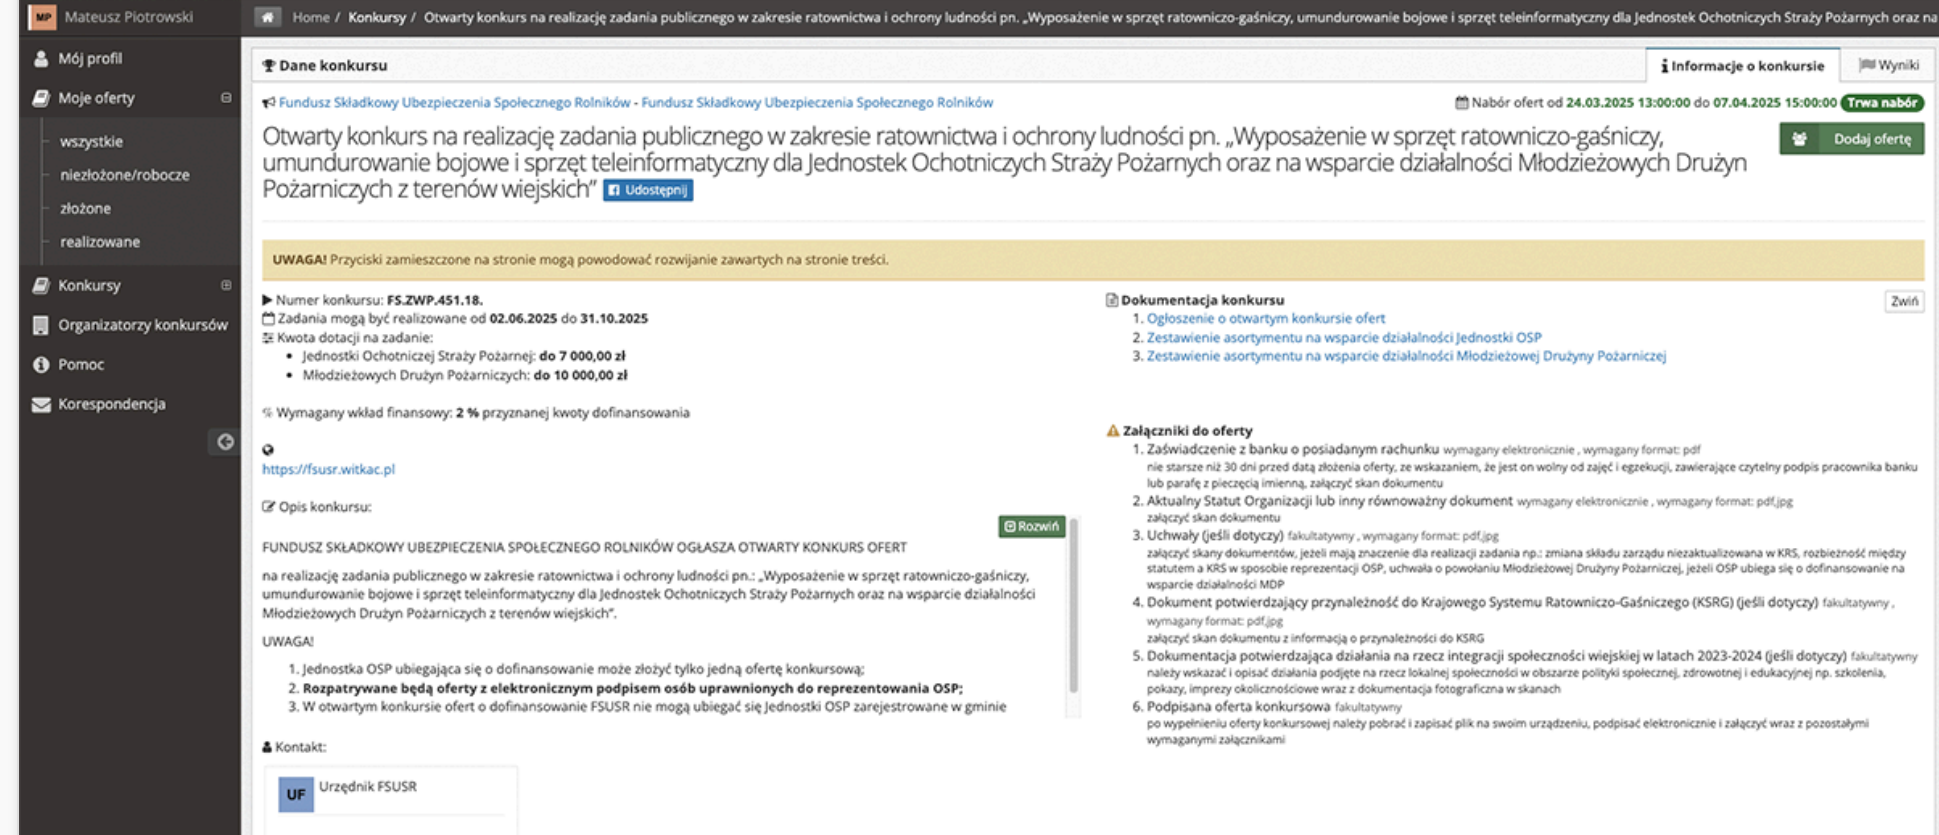 MP Mateusz Piotrowski
Mój profil
Moje oferty
wszystkie
niezłożone/robocze
złożone
realizowane
Konkursy
Organizatorzy konkursów
Pomoc
Korespondencja
Home / Konkursy / Otwarty konkurs na realizację zadania publicznego w zakresie ratownictwa i ochrony ludności pn. „Wyposażenie w sprzęt ratowniczo-gaśniczy, umundurowanie bojowe i sprzęt teleinformatyczny dla Jednostek Ochotniczych Straży Pożarnych oraz na
Dane konkursu
Informacje o konkursie
Wyniki
Fundusz Składkowy Ubezpieczenia Społecznego Rolników - Fundusz Składkowy Ubezpieczenia Społecznego Rolników
Nabór ofert od 24.03.2025 13:00:00 do 07.04.2025 15:00:00 Trwa nabór
Otwarty konkurs na realizację zadania publicznego w zakresie ratownictwa i ochrony ludności pn. „Wyposażenie w sprzęt ratowniczo-gaśniczy,
umundurowanie bojowe i sprzęt teleinformatyczny dla Jednostek Ochotniczych Straży Pożarnych oraz na wsparcie działalności Młodzieżowych Drużyn
Pożarniczych z terenów wiejskich” Udostępnij
Dodaj ofertę
UWAGA! Przyciski zamieszczone na stronie mogą powodować rozwijanie zawartych na stronie treści.
Numer konkursu: FS.ZWP.451.18.
Zadania mogą być realizowane od 02.06.2025 do 31.10.2025
Kwota dotacji na zadanie:
• Jednostki Ochotniczej Straży Pożarnej: do 7 000,00 zł
• Młodzieżowych Drużyn Pożarniczych: do 10 000,00 zł
% Wymagany wkład finansowy: 2 % przyznanej kwoty dofinansowania
https://fsusr.witkac.pl
Opis konkursu:
Rozwiń
FUNDUSZ SKŁADKOWY UBEZPIECZENIA SPOŁECZNEGO ROLNIKÓW OGŁASZA OTWARTY KONKURS OFERT
na realizację zadania publicznego w zakresie ratownictwa i ochrony ludności pn.: „Wyposażenie w sprzęt ratowniczo-gaśniczy,
umundurowanie bojowe i sprzęt teleinformatyczny dla Jednostek Ochotniczych Straży Pożarnych oraz na wsparcie działalności
Młodzieżowych Drużyn Pożarniczych z terenów wiejskich”.
UWAGA!
1. Jednostka OSP ubiegająca się o dofinansowanie może złożyć tylko jedną ofertę konkursową;
2. Rozpatrywane będą oferty z elektronicznym podpisem osób uprawnionych do reprezentowania OSP;
3. W otwartym konkursie ofert o dofinansowanie FSUSR nie mogą ubiegać się Jednostki OSP zarejestrowane w gminie
Kontakt:
UF Urzędnik FSUSR
Dokumentacja konkursu
Zwiń
1. Ogłoszenie o otwartym konkursie ofert
2. Zestawienie asortymentu na wsparcie działalności Jednostki OSP
3. Zestawienie asortymentu na wsparcie działalności Młodzieżowej Drużyny Pożarniczej
Załączniki do oferty
1. Zaświadczenie z banku o posiadanym rachunku wymagany elektronicznie , wymagany format: pdf
nie starsze niż 30 dni przed datą złożenia oferty, ze wskazaniem, że jest on wolny od zajęć i egzekucji, zawierające czytelny podpis pracownika banku
lub parafę z pieczęcią imienną, załączyć skan dokumentu
2. Aktualny Statut Organizacji lub inny równoważny dokument wymagany elektronicznie , wymagany format: pdf,jpg
załączyć skan dokumentu
3. Uchwały (jeśli dotyczy) fakultatywny , wymagany format: pdf,jpg
załączyć skany dokumentów, jeżeli mają znaczenie dla realizacji zadania np.: zmiana składu zarządu niezaktualizowana w KRS, rozbieżność między
statutem a KRS w sposobie reprezentacji OSP, uchwała o powołaniu Młodzieżowej Drużyny Pożarniczej, jeżeli OSP ubiega się o dofinansowanie na
wsparcie działalności MDP
4. Dokument potwierdzający przynależność do Krajowego Systemu Ratowniczo-Gaśniczego (KSRG) (jeśli dotyczy) fakultatywny ,
wymagany format: pdf,jpg
załączyć skan dokumentu z informacją o przynależności do KSRG
5. Dokumentacja potwierdzająca działania na rzecz integracji społeczności wiejskiej w latach 2023-2024 (jeśli dotyczy) fakultatywny
należy wskazać i opisać działania podjęte na rzecz lokalnej społeczności w obszarze polityki społecznej, zdrowotnej i edukacyjnej np. szkolenia,
pokazy, imprezy okolicznościowe wraz z dokumentacja fotograficzna w skanach
6. Podpisana oferta konkursowa fakultatywny
po wypełnieniu oferty konkursowej należy pobrać i zapisać plik na swoim urządzeniu, podpisać elektronicznie i załączyć wraz z pozostałymi
wymaganymi załącznikami